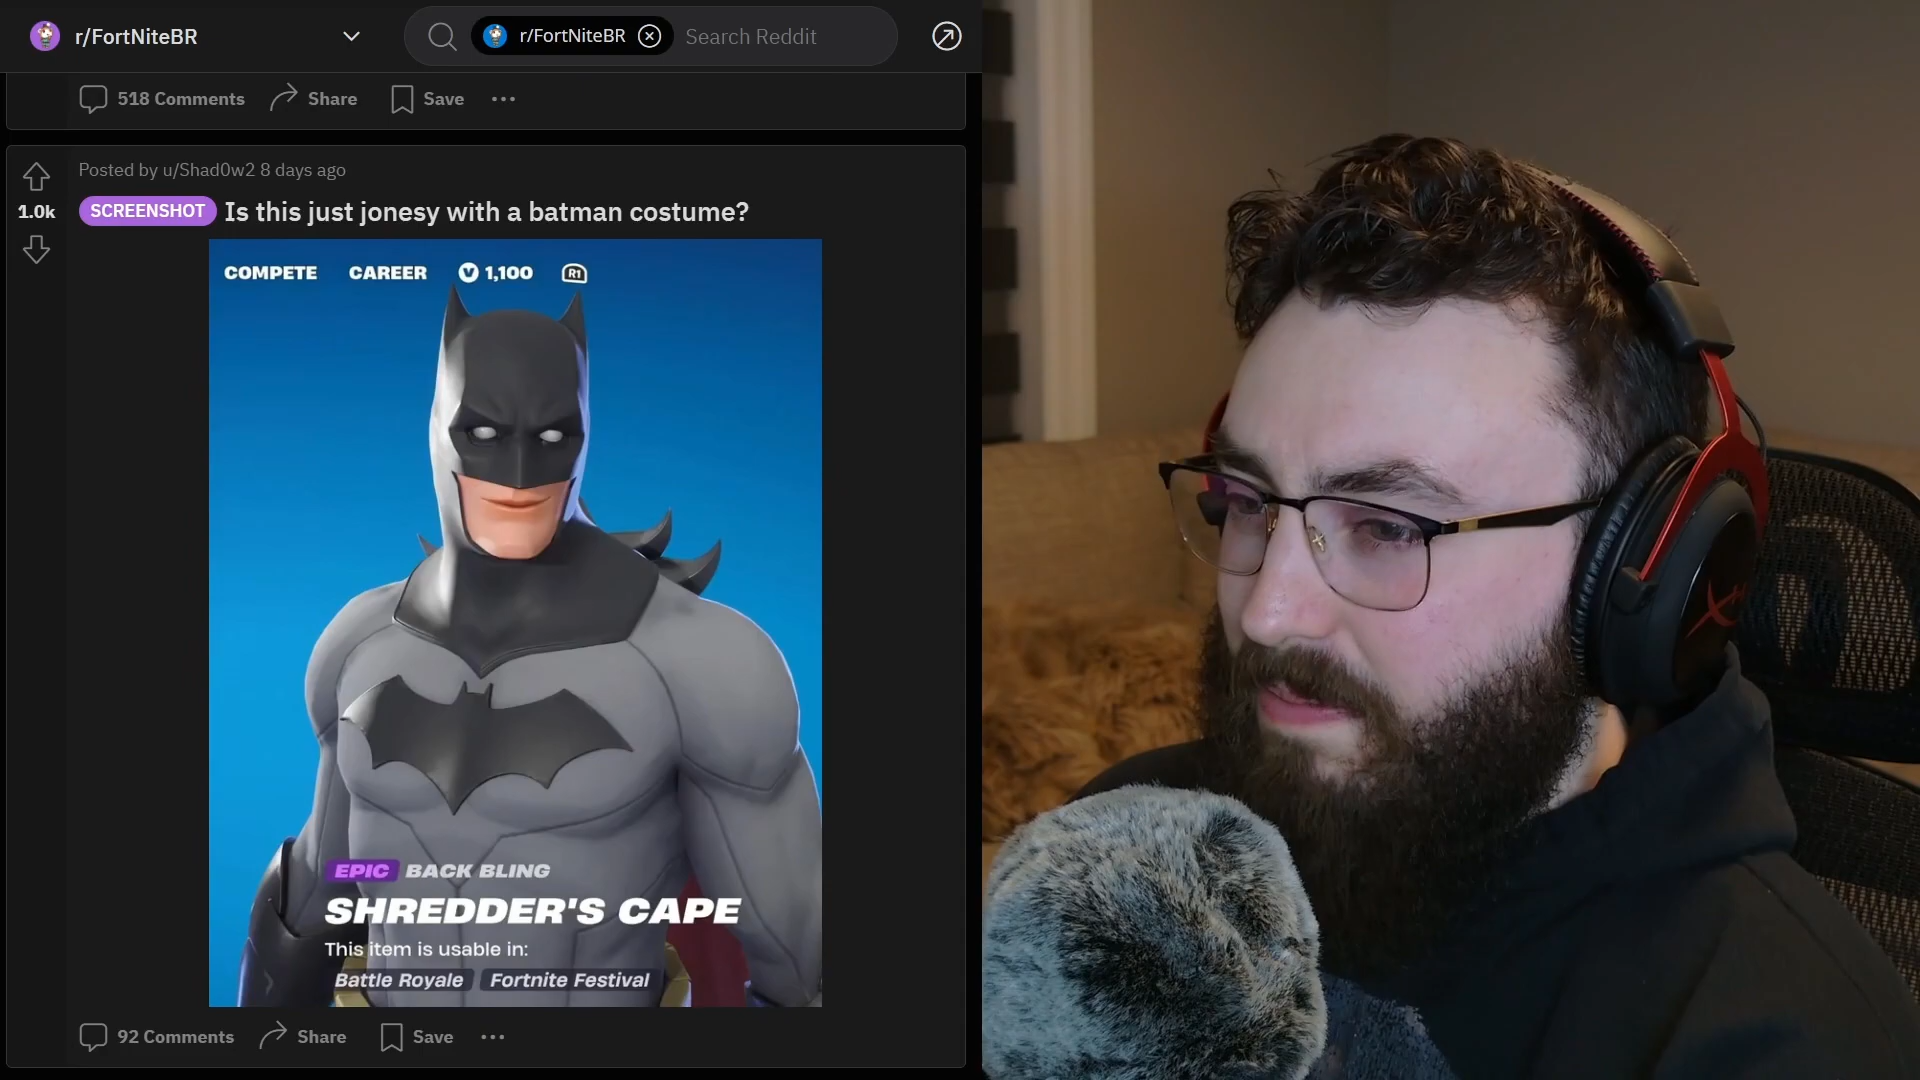 r/FortNiteBR
r/FortNiteBR
Search Reddit
518 Comments
Share
Save
Posted by u/Shad0w2 8 days ago
1.0k
SCREENSHOT
Is this just jonesy with a batman costume?
COMPETE
CAREER
1,100
R1
EPIC
BACK BLING
SHREDDER'S CAPE
This item is usable in:
Battle Royale
Fortnite Festival
92 Comments
Share
Save